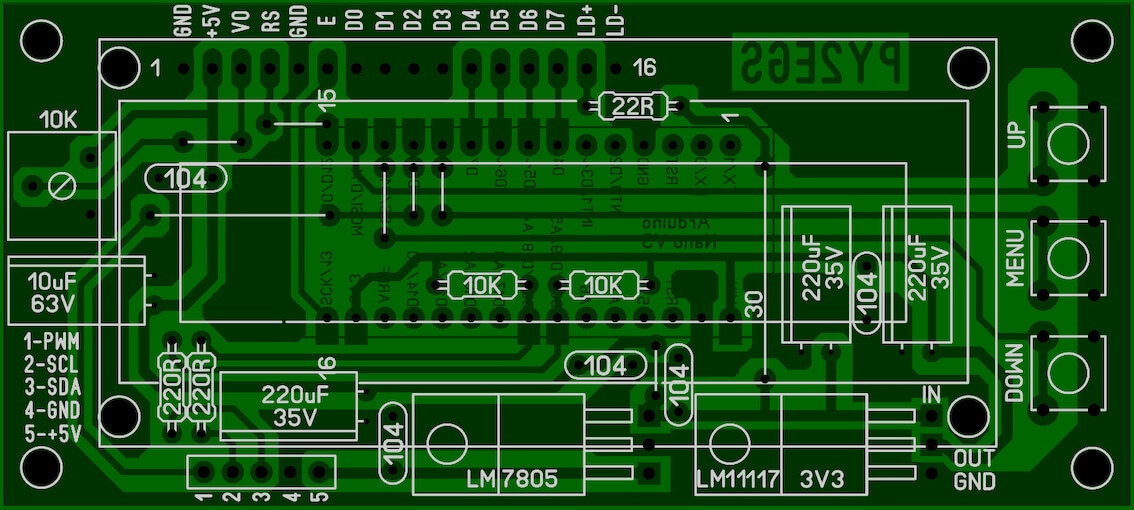 GND +5V V0 RS GND E D0 D1 D2 D3 D4 D5 D6 D7 LD+ LD-
1 16
PY2EGS
10K
15
22R
1
UP
104
Arduino
Nano V3
10uF
63V
10K
10K
220uF
35V
104
220uF
35V
MENU
30
1-PWM
2-SCL
3-SDA
4-GND
5-+5V
220R
220R
16
220uF
35V
104
104
104
DOWN
IN
LM7805
LM11117 3V3
OUT
GND
1 2 3 4 5